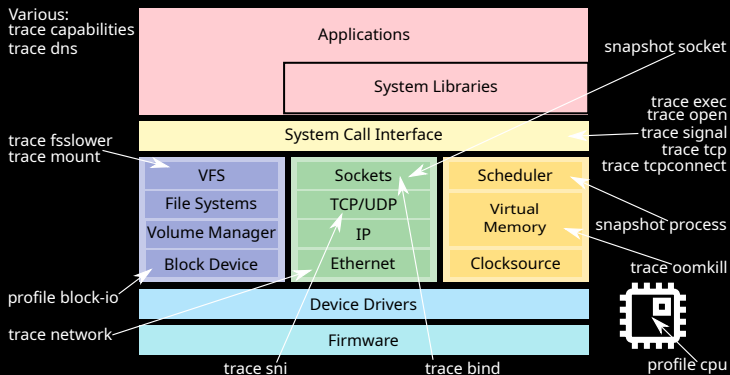 Various:
trace capabilities
trace dns
Applications
System Libraries
snapshot socket
System Call Interface
trace exec
trace open
trace signal
trace tcp
trace tcpconnect
trace fsslower
trace mount
VFS
File Systems
Volume Manager
Block Device
Sockets
TCP/UDP
IP
Ethernet
Scheduler
Virtual
Memory
Clocksource
snapshot process
trace oomkill
profile block-io
trace network
Device Drivers
Firmware
trace sni
trace bind
profile cpu